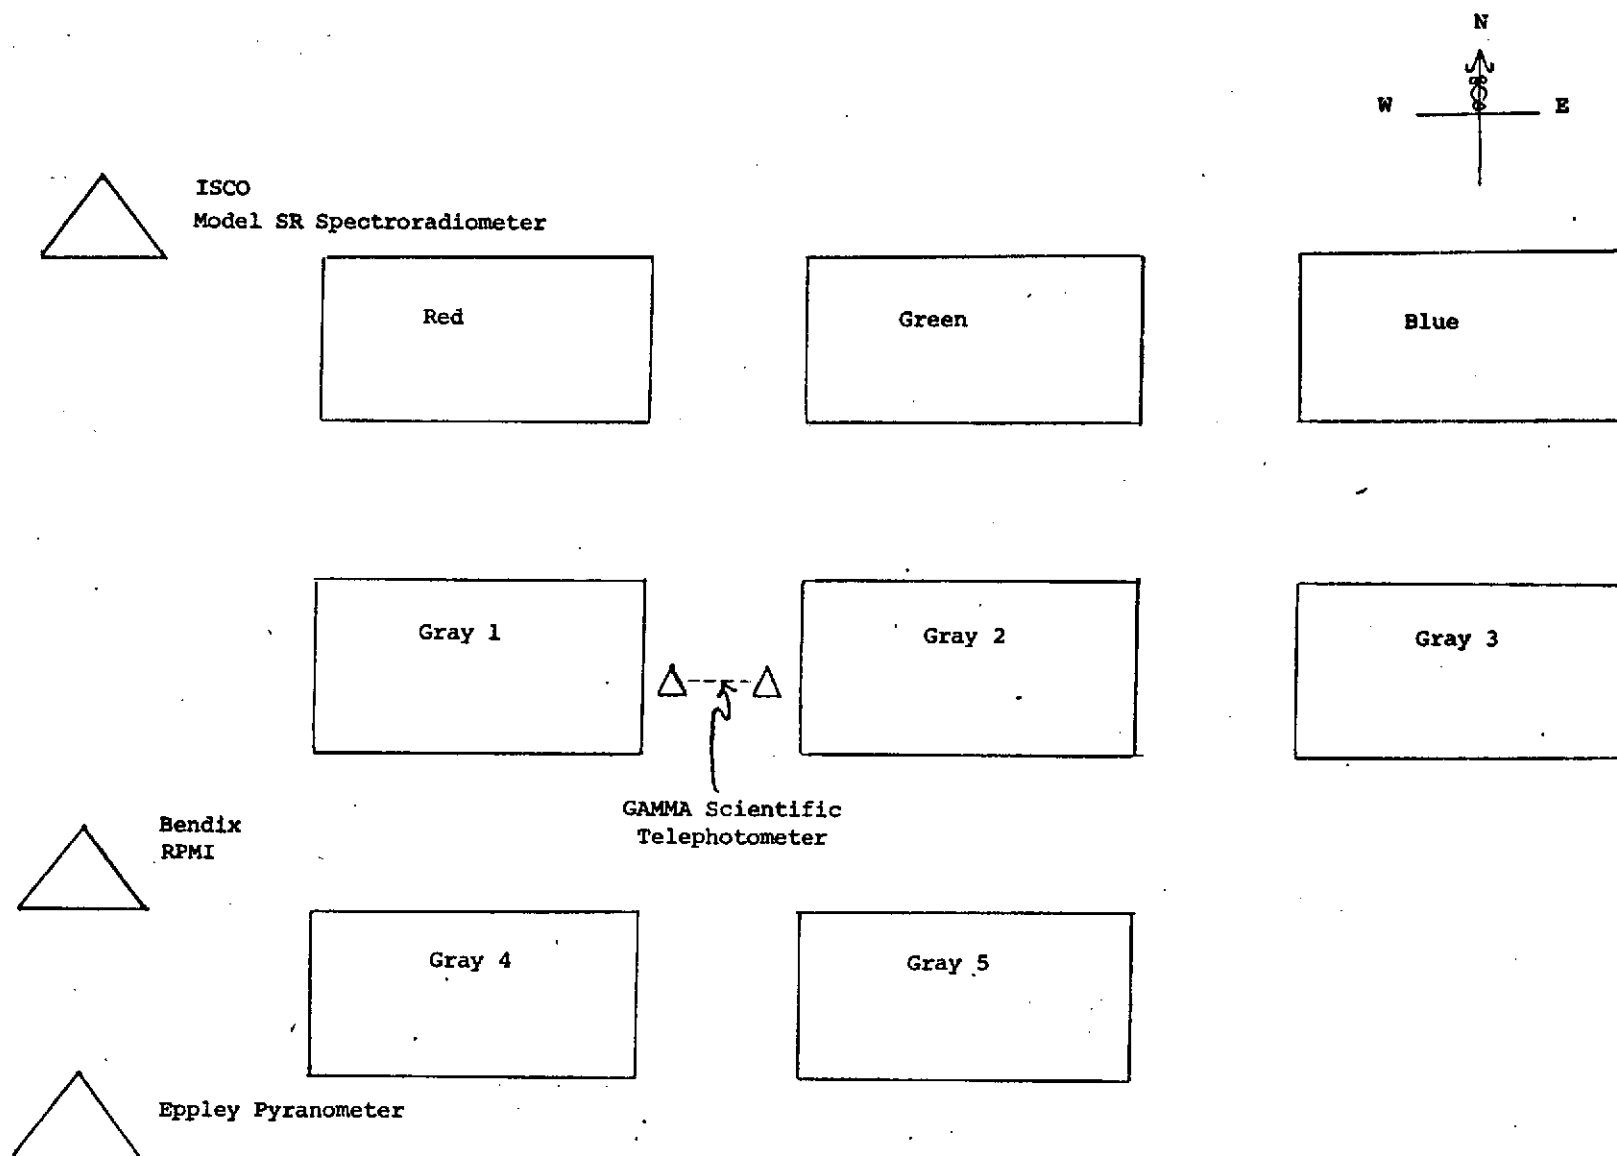 N
W E
ISCO
Model SR Spectroradiometer
Red
Green
Blue
Gray 1
Gray 2
Gray 3
GAMMA Scientific
Telephotometer
Bendix
RPMI
Gray 4
Gray 5
Eppley Pyranometer